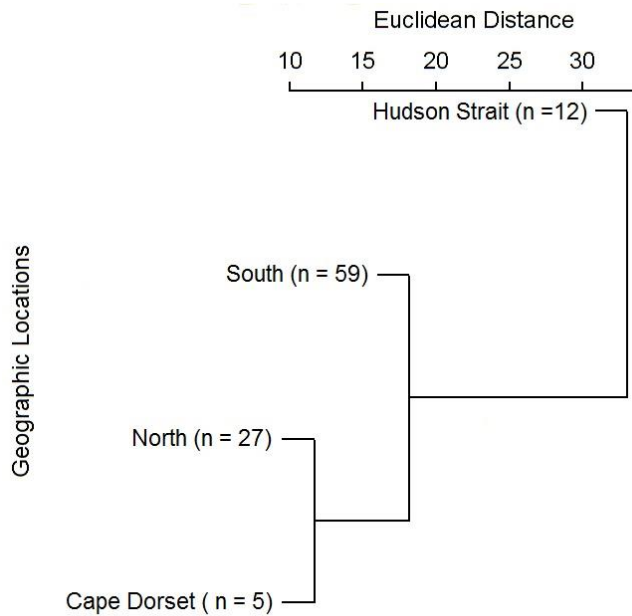 Euclidean Distance
10 15 20 25 30
Hudson Strait (n =12)
South (n = 59)
Geographic Locations
North (n = 27)
Cape Dorset ( n = 5)